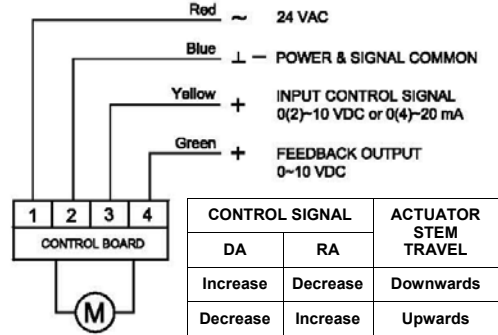 Red ~ 24 VAC
Blue ⊥ – POWER & SIGNAL COMMON
Yellow + INPUT CONTROL SIGNAL
0(2)~10 VDC or 0(4)~20 mA
Green + FEEDBACK OUTPUT
0~10 VDC
1 2 3 4
CONTROL BOARD
M
CONTROL SIGNAL
ACTUATOR
STEM
TRAVEL
DA RA
Increase Decrease Downwards
Decrease Increase Upwards